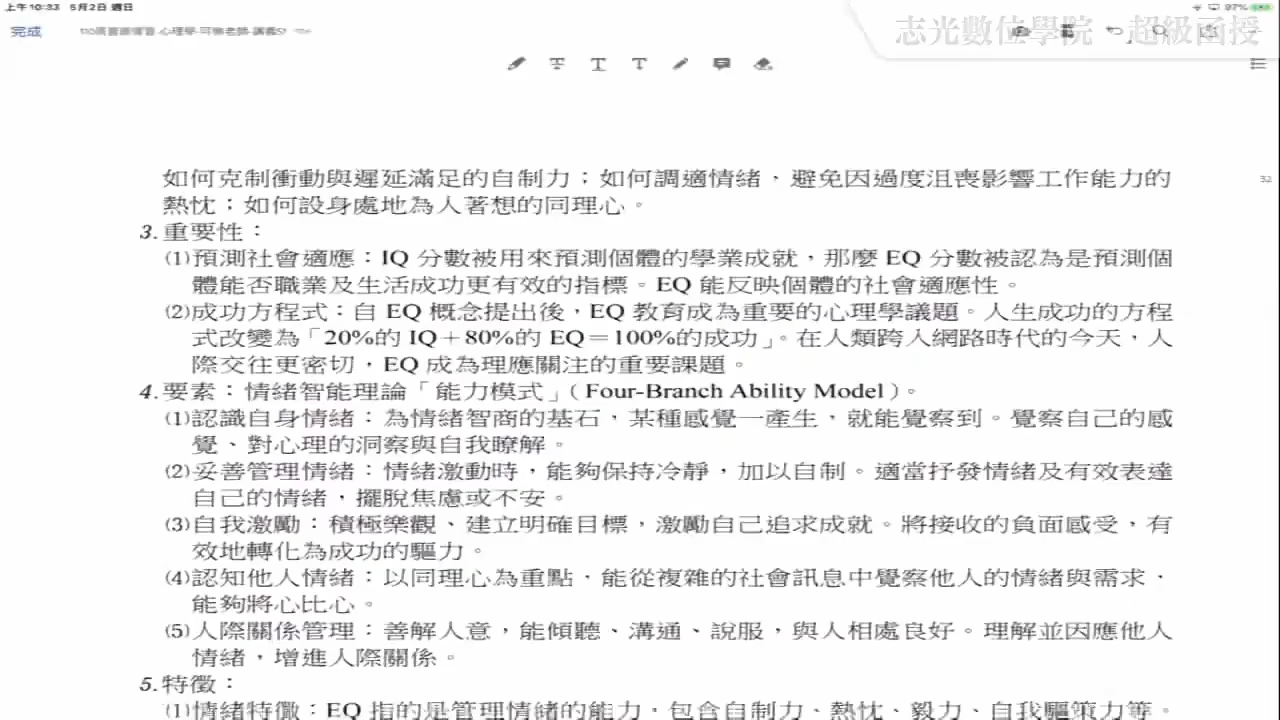 上午10:33 5月2日 週日
97%
志光數位學院 超級函授
完成
32
如何克制衝動與遲延滿足的自制力；如何調適情緒，避免因過度沮喪影響工作能力的
熱忱；如何設身處地為人著想的同理心。
3.重要性：
(1)預測社會適應：IQ 分數被用來預測個體的學業成就，那麼 EQ 分數被認為是預測個
體能否職業及生活成功更有效的指標。EQ 能反映個體的社會適應性。
(2)成功方程式：自 EQ 概念提出後，EQ 教育成為重要的心理學議題。人生成功的方程
式改變為「20%的 IQ＋80%的 EQ＝100%的成功」。在人類跨入網路時代的今天，人
際交往更密切，EQ 成為理應關注的重要課題。
4.要素：情緒智能理論「能力模式」（Four-Branch Ability Model）。
(1)認識自身情緒：為情緒智商的基石，某種感覺一產生，就能覺察到。覺察自己的感
覺、對心理的洞察與自我瞭解。
(2)妥善管理情緒：情緒激動時，能夠保持冷靜，加以自制。適當抒發情緒及有效表達
自己的情緒，擺脫焦慮或不安。
(3)自我激勵：積極樂觀、建立明確目標，激勵自己追求成就。將接收的負面感受，有
效地轉化為成功的驅力。
(4)認知他人情緒：以同理心為重點，能從複雜的社會訊息中覺察他人的情緒與需求，
能夠將心比心。
(5)人際關係管理：善解人意，能傾聽、溝通、說服，與人相處良好。理解並因應他人
情緒，增進人際關係。
5.特徵：
(1)情緒特徵：EQ 指的是管理情緒的能力，包含自制力、熱忱、毅力、自我驅策力等。